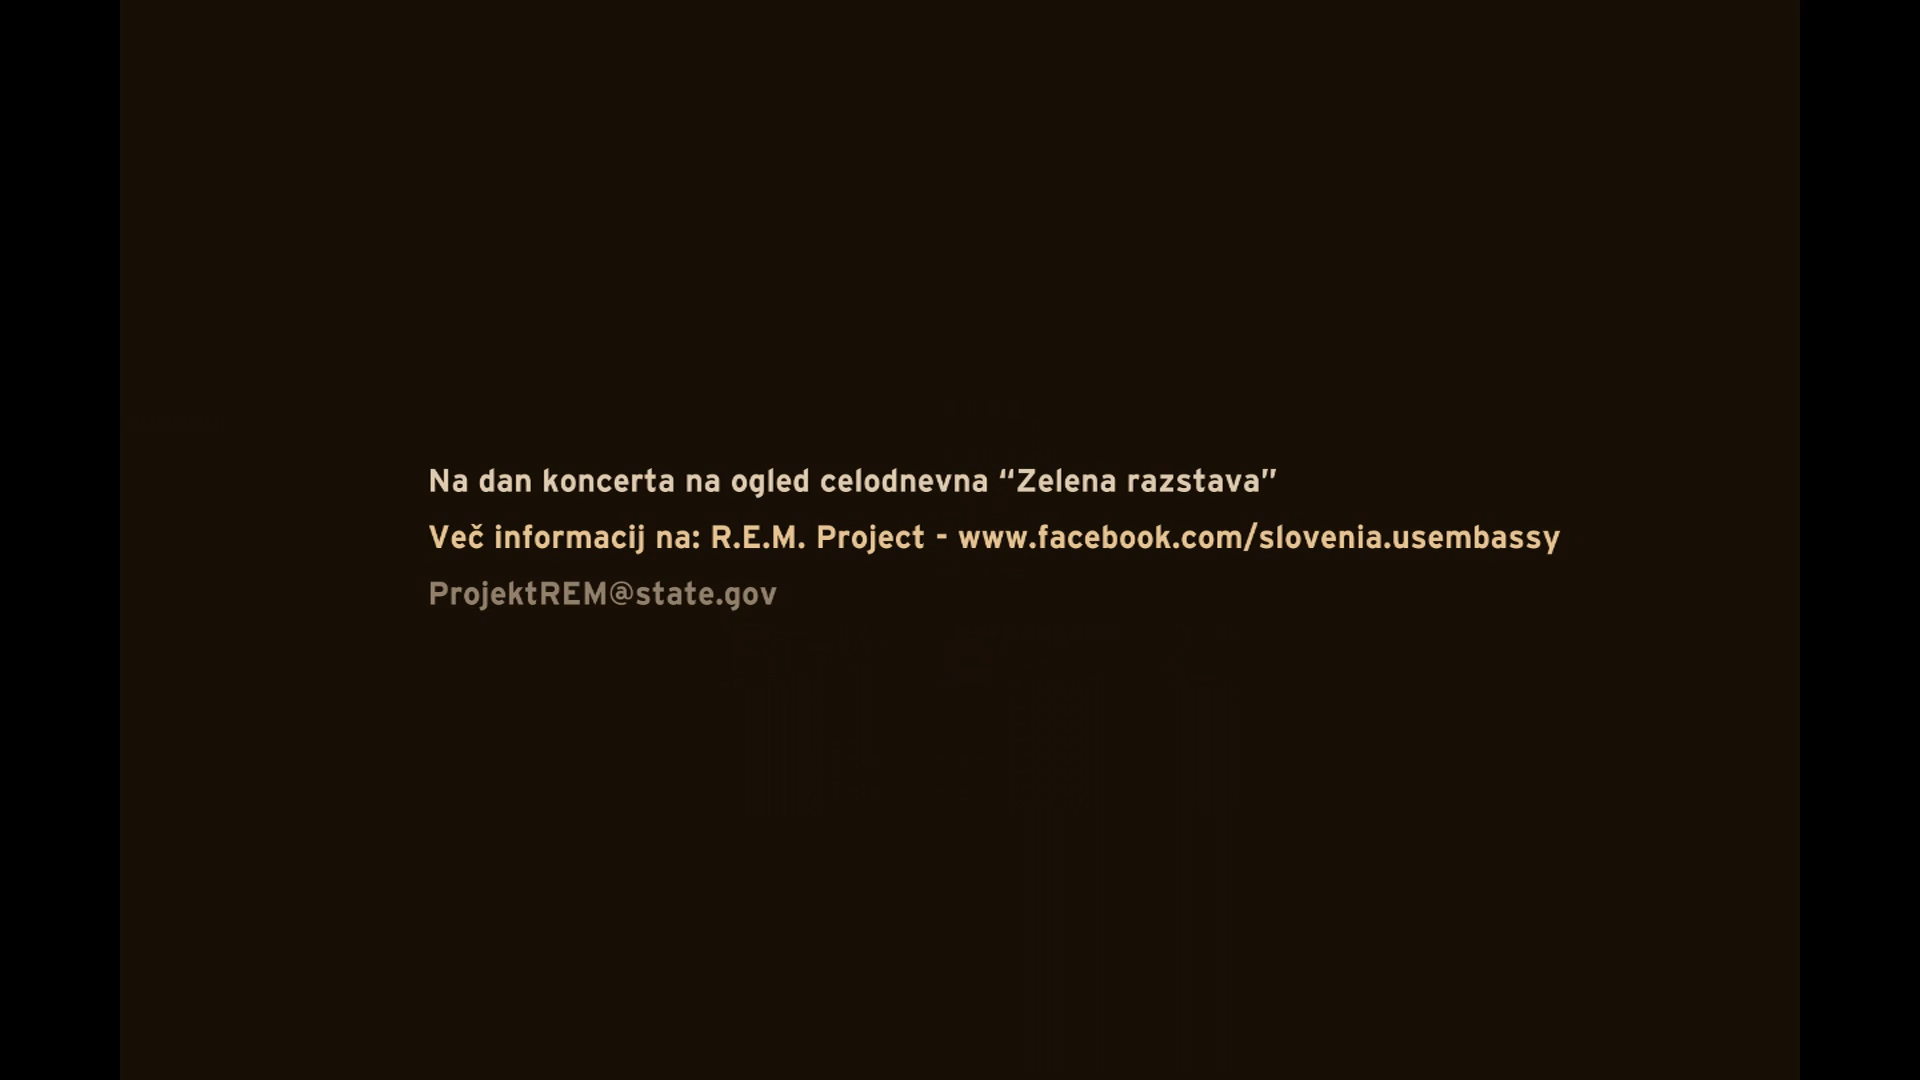 Na dan koncerta na ogled celodnevna “Zelena razstava”
Več informacij na: R.E.M. Project - www.facebook.com/slovenia.usembassy
ProjektREM@state.gov